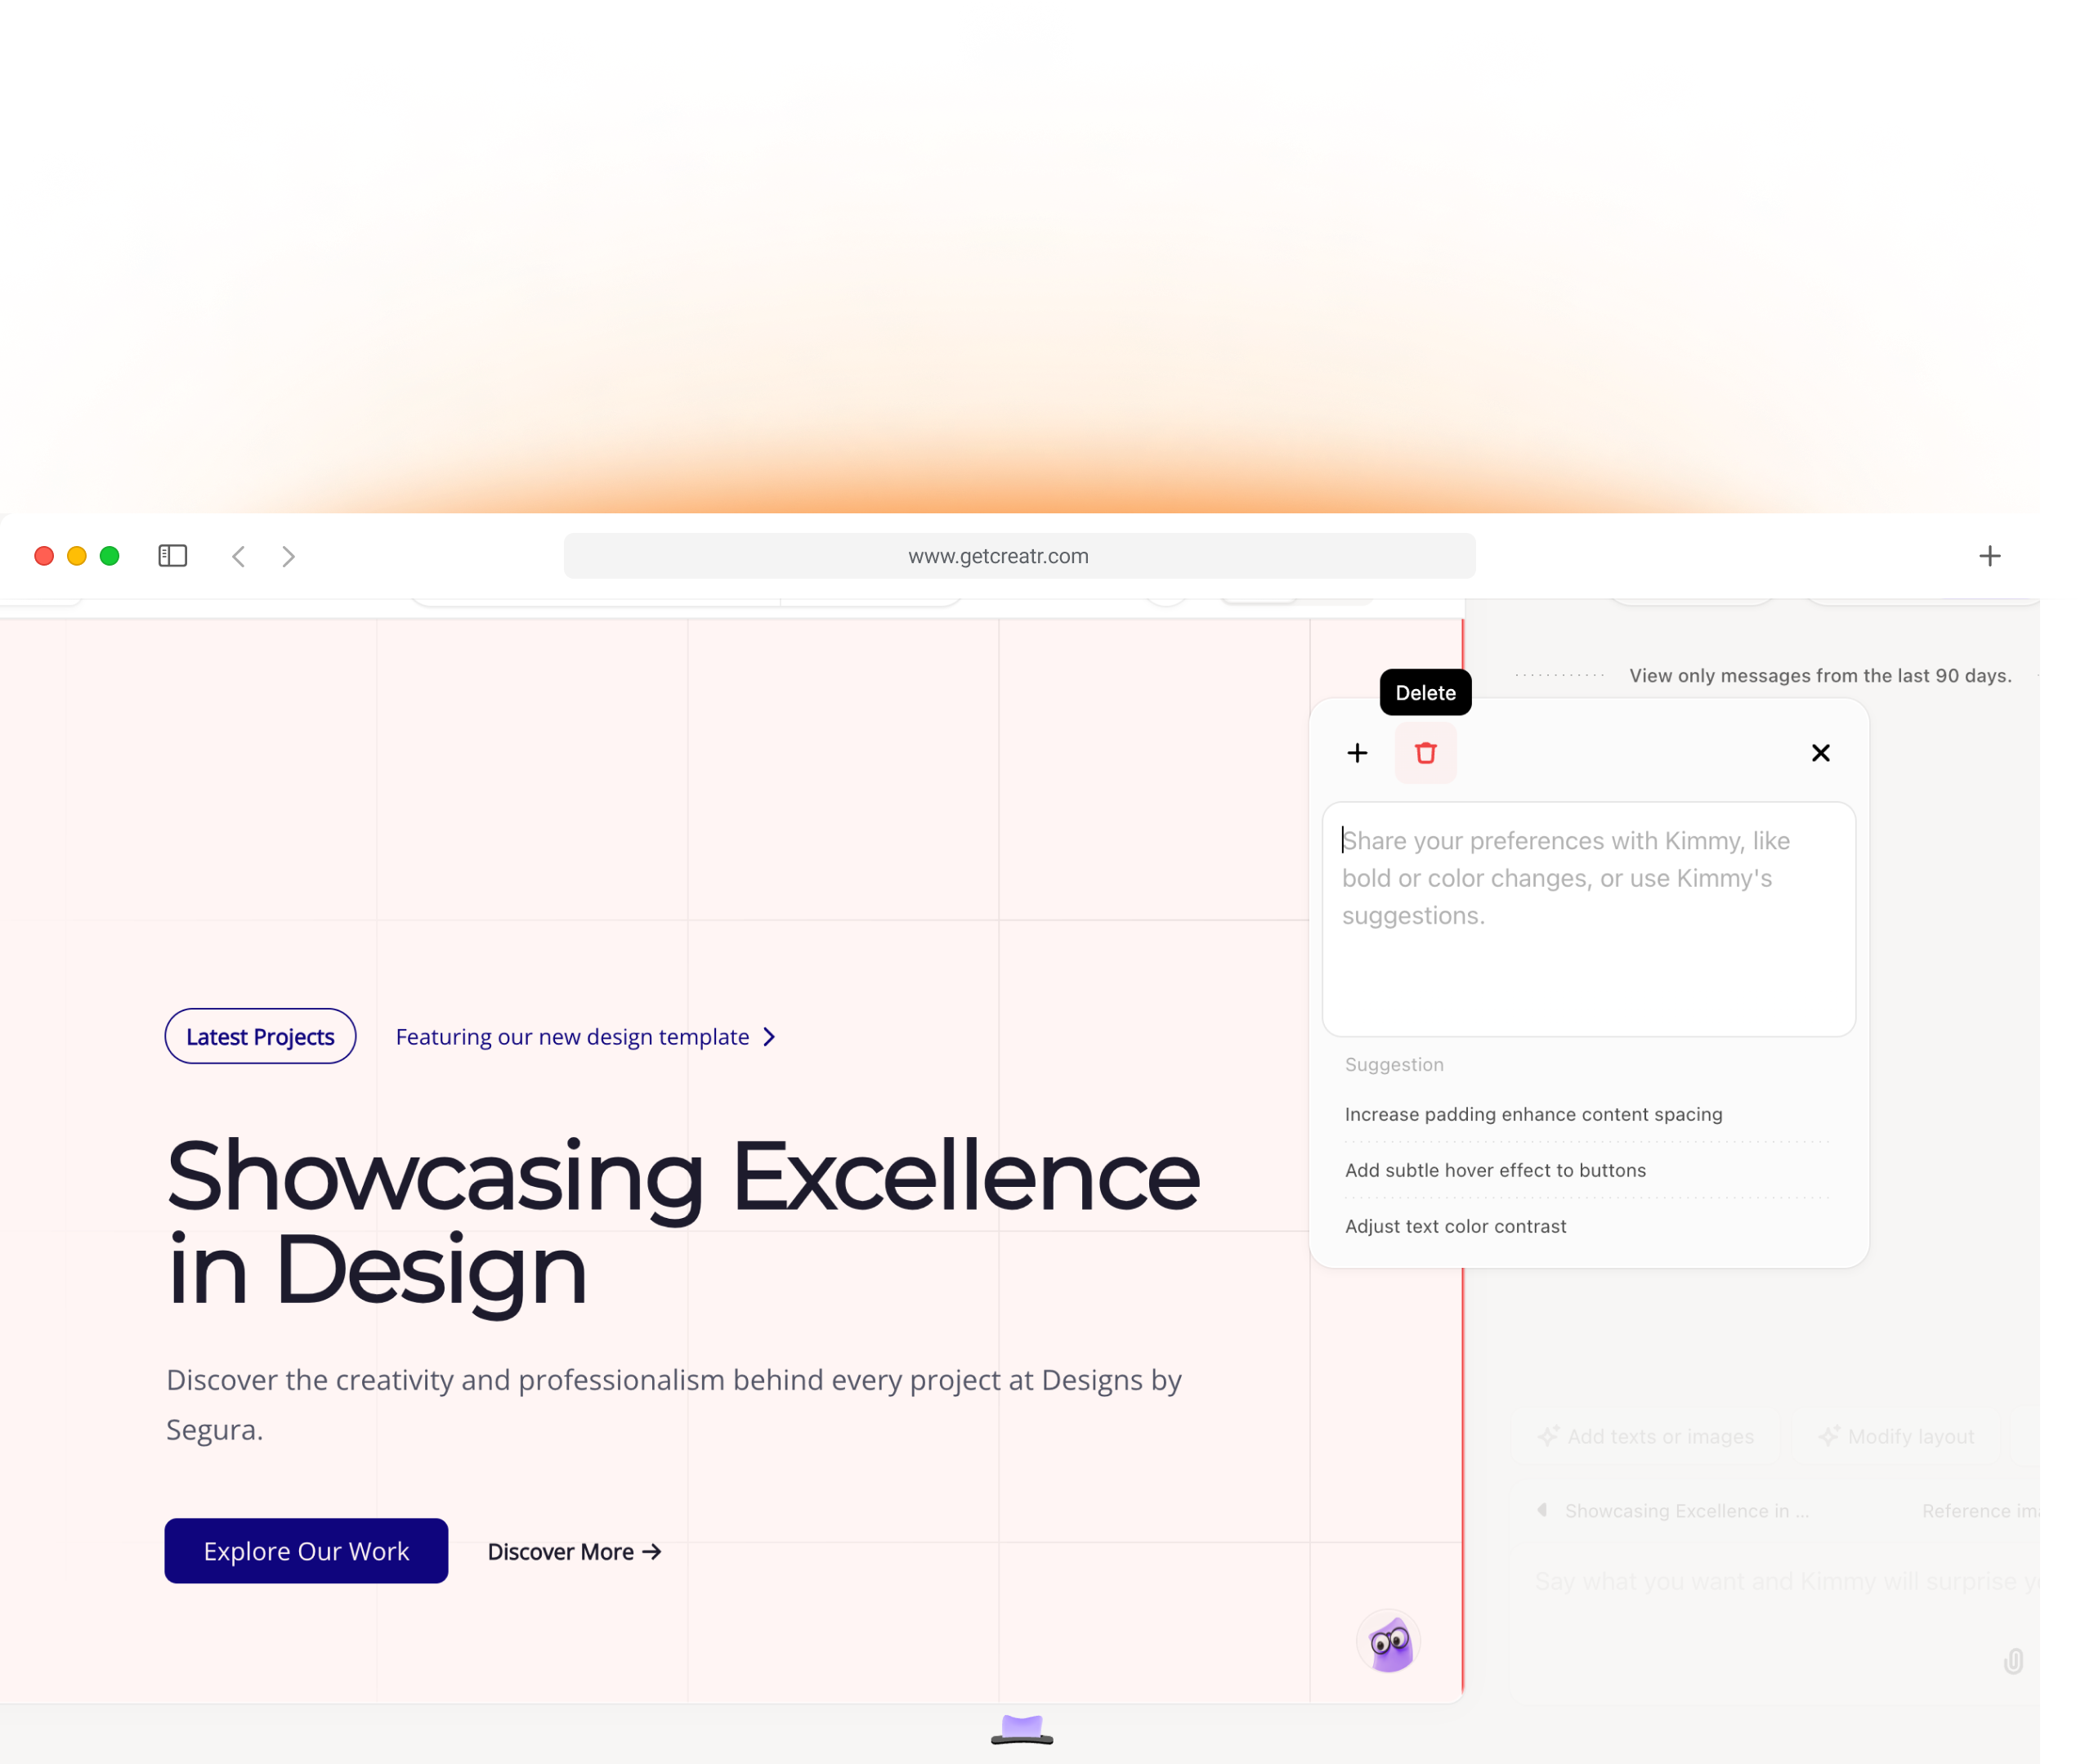 www.getcreatr.com
View only messages from the last 90 days.
Delete
Share your preferences with Kimmy, like
bold or color changes, or use Kimmy's
suggestions.
Suggestion
Increase padding enhance content spacing
Add subtle hover effect to buttons
Adjust text color contrast
Latest Projects
Featuring our new design template
Showcasing Excellence
in Design
Discover the creativity and professionalism behind every project at Designs by
Segura.
Explore Our Work
Discover More →
Add texts or images
Modify layout
Showcasing Excellence in ...
Reference
Say what you want and Kimmy will surprise